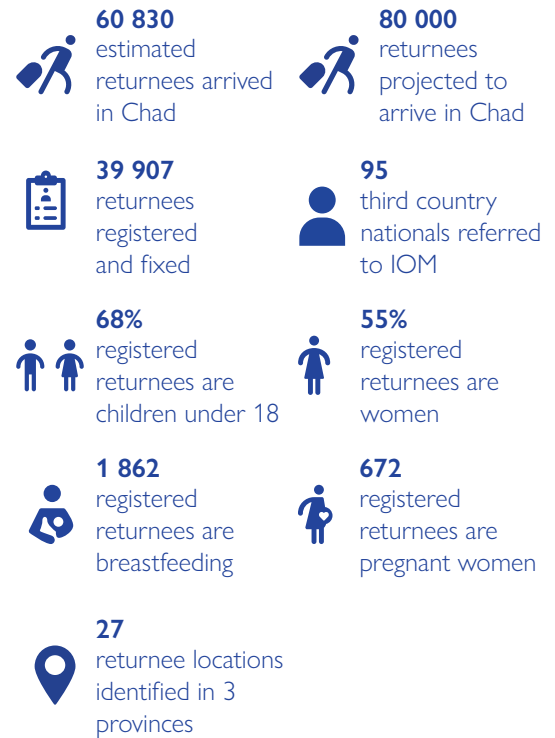 60 830
estimated
returnees arrived
in Chad
80 000
returnees
projected to
arrive in Chad
39 907
returnees
registered
and fixed
95
third country
nationals referred
to IOM
68%
registered
returnees are
children under 18
55%
registered
returnees are
women
1 862
registered
returnees are
breastfeeding
672
registered
returnees are
pregnant women
27
returnee locations
identified in 3
provinces